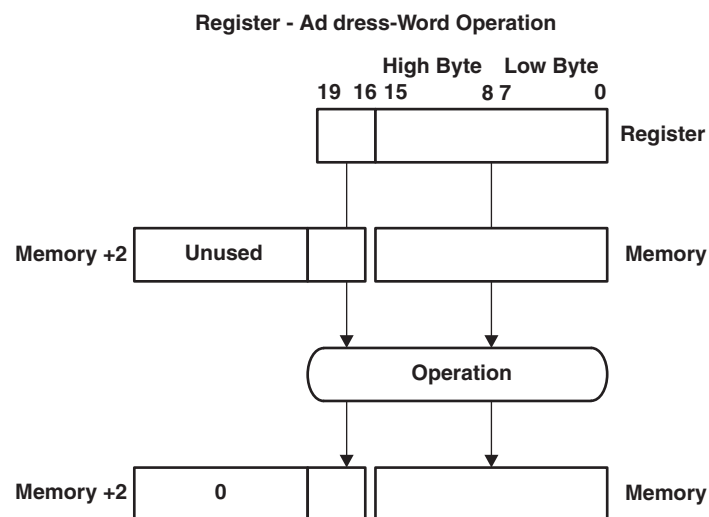 Register - Ad dress-Word Operation
High Byte Low Byte
19 16 15 8 7 0
Register
Memory +2 Unused Memory
Operation
Memory +2 0 Memory